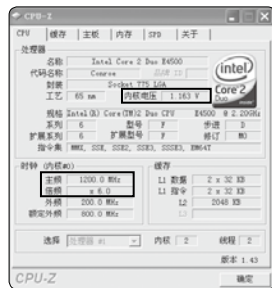 CPU-Z
CPU 缓存 主板 内存 SPD 关于
处理器
名称 Intel Core 2 Duo E4500
代码名称 Conroe
封装 Socket 775 LGA
工艺 65 nm 内核电压 1.163 V
intel Core 2 Duo
规格 Intel(R) Core(TM)2 Duo CPU E4500 @ 2.20GHz
系列 6 型号 F 步进 D
扩展系列 6 扩展型号 F 修订 M0
指令集 MMX, SSE, SSE2, SSE3, SSSE3, EM64T
时钟 (内核#0) 缓存
主频 1200.0 MHz L1 数据 2 x 32 KB
倍频 x 6.0 L1 指令 2 x 32 KB
外频 200.0 MHz L2 2048 KB
额定外频 800.0 MHz L3
选择 处理器 #1 内核 2 线程 2
版本 1.43
CPU-Z 确定